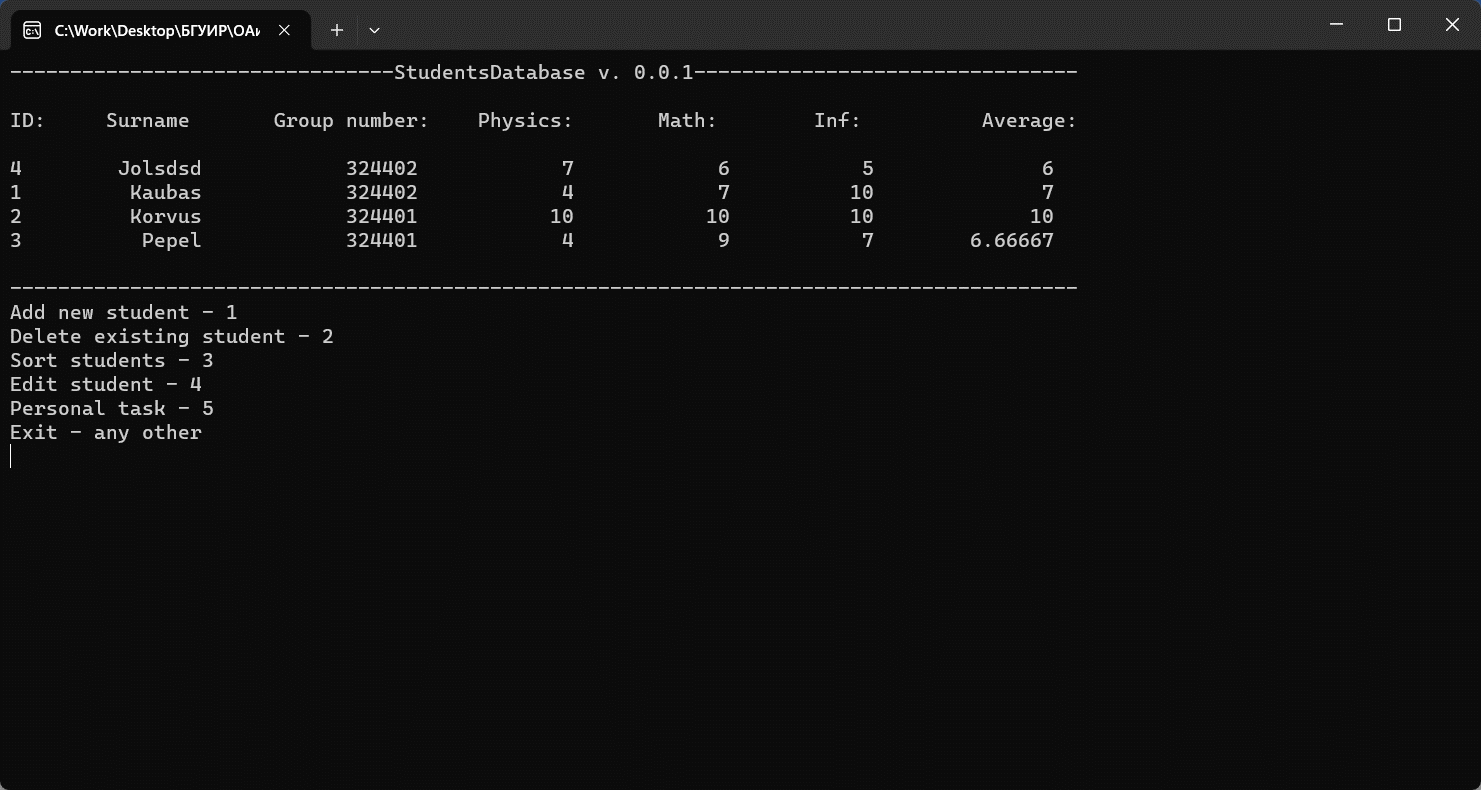 C:\Work\Desktop\БГУИР\ОАи
--------------------------------StudentsDatabase v. 0.0.1--------------------------------
ID: Surname Group number: Physics: Math: Inf: Average:
4 Jolsdsd 324402 7 6 5 6
1 Kaubas 324402 4 7 10 7
2 Korvus 324401 10 10 10 10
3 Pepel 324401 4 9 7 6.66667
-----------------------------------------------------------------------------------------
Add new student - 1
Delete existing student - 2
Sort students - 3
Edit student - 4
Personal task - 5
Exit - any other